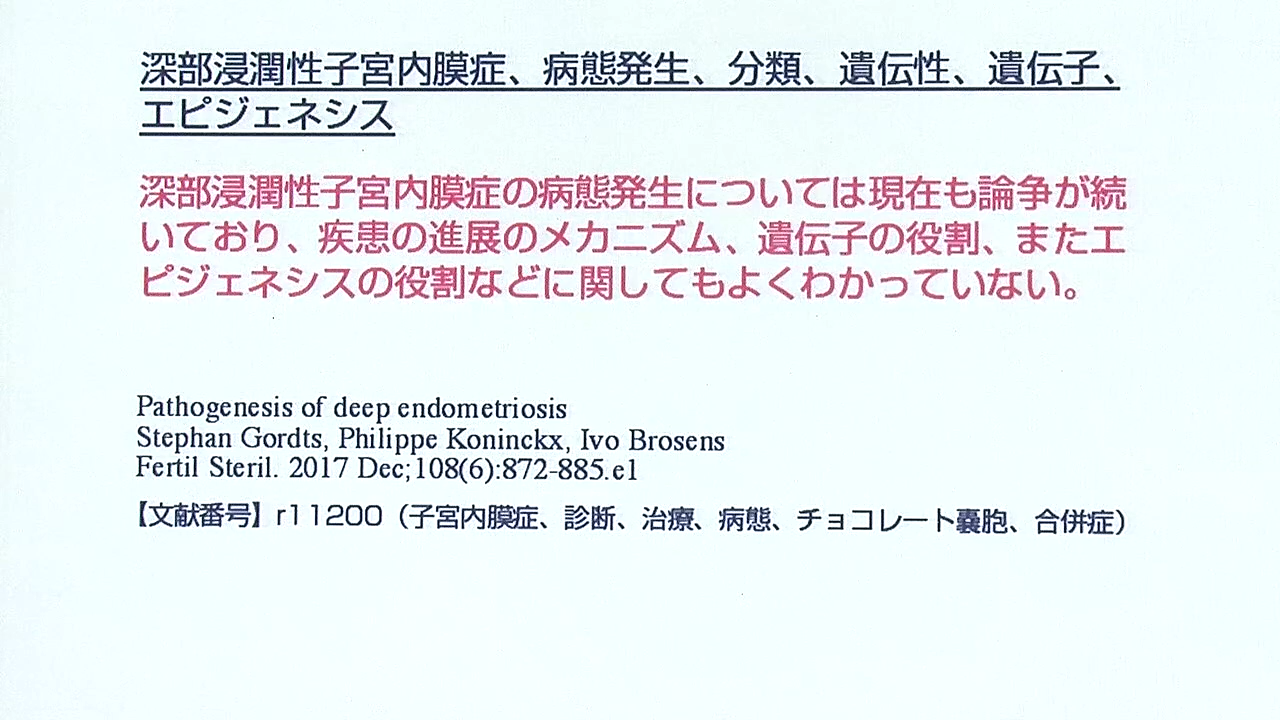 深部浸潤性子宮内膜症、病態発生、分類、遺伝性、遺伝子、
エピジェネシス
深部浸潤性子宮内膜症の病態発生については現在も論争が続
いており、疾患の進展のメカニズム、遺伝子の役割、またエ
ピジェネシスの役割などに関してもよくわかっていない。
Pathogenesis of deep endometriosis
Stephan Gordts, Philippe Koninckx, Ivo Brosens
Fertil Steril. 2017 Dec;108(6):872-885.e1
【文献番号】r11200（子宮内膜症、診断、治療、病態、チョコレート嚢胞、合併症）